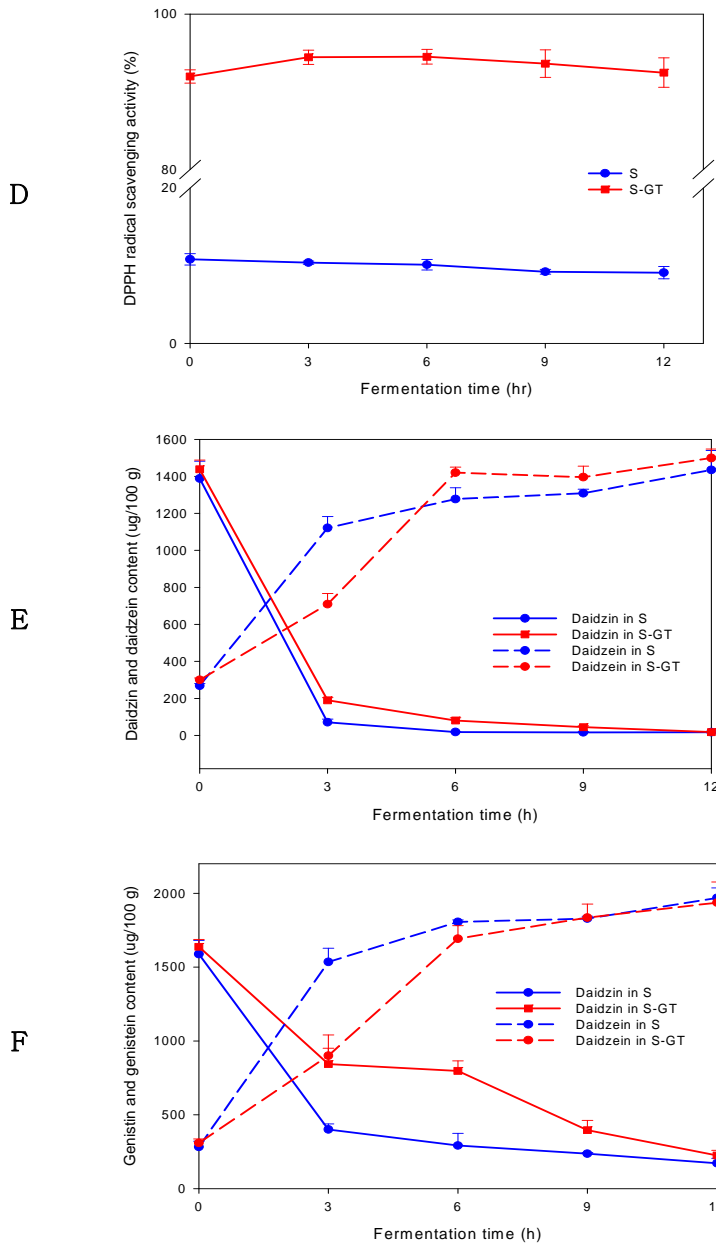 D
DPPH radical scavenging activity (%)
100
80
20
0
S
S-GT
0 3 6 9 12
Fermentation time (hr)
E
Daidzin and daidzein content (ug/100 g)
1600
1400
1200
1000
800
600
400
200
0
Daidzin in S
Daidzin in S-GT
Daidzein in S
Daidzein in S-GT
0 3 6 9 12
Fermentation time (h)
F
Genistin and genistein content (ug/100 g)
2000
1500
1000
500
0
Daidzin in S
Daidzin in S-GT
Daidzein in S
Daidzein in S-GT
0 3 6 9 1
Fermentation time (h)